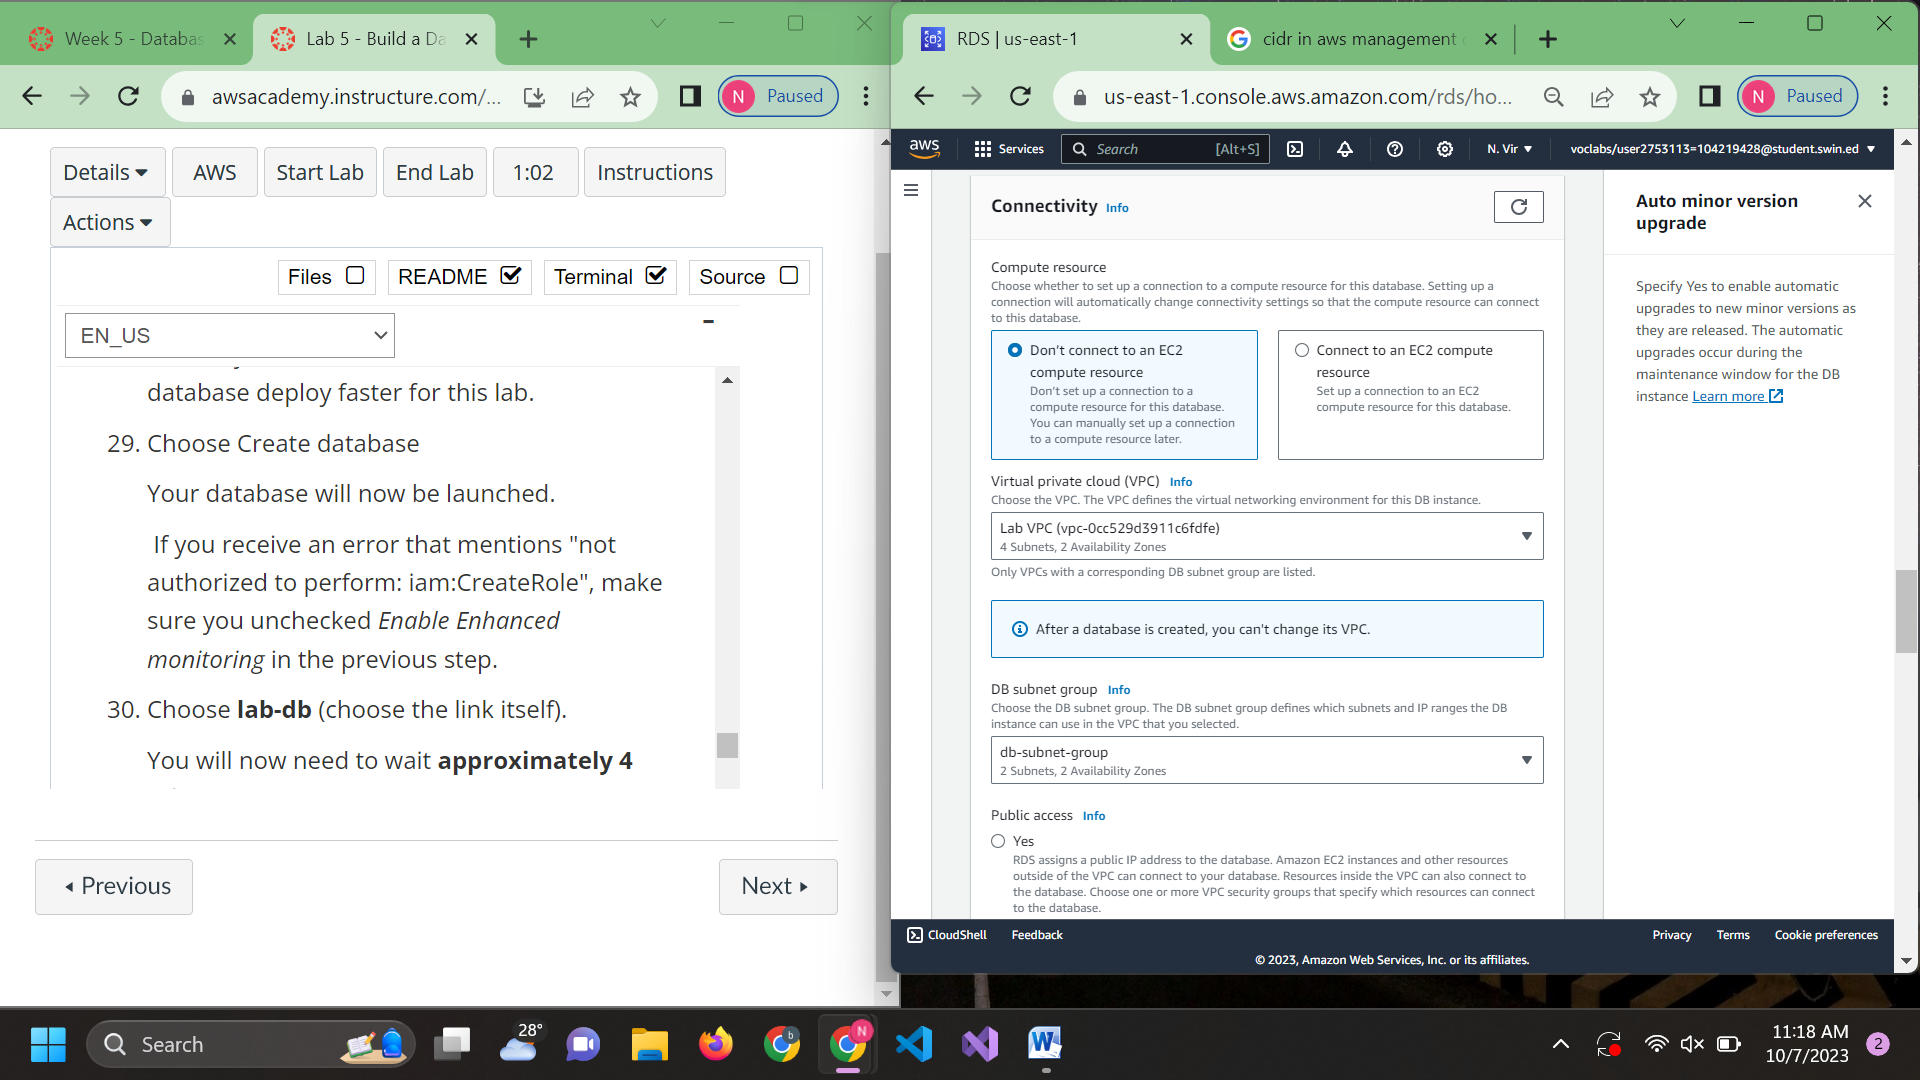 Week 5 - Databas
Lab 5 - Build a Da
awsacademy.instructure.com/...
N Paused
Details
AWS
Start Lab
End Lab
1:02
Instructions
Actions
Files
README
Terminal
Source
EN_US
database deploy faster for this lab.
29. Choose Create database
Your database will now be launched.
If you receive an error that mentions "not
authorized to perform: iam:CreateRole", make
sure you unchecked Enable Enhanced
monitoring in the previous step.
30. Choose lab-db (choose the link itself).
You will now need to wait approximately 4
Previous
Next
RDS | us-east-1
cidr in aws management
us-east-1.console.aws.amazon.com/rds/ho...
N Paused
aws
Services
Search [Alt+S]
N. Vir
voclabs/user2753113=104219428@student.swin.ed
Connectivity Info
Compute resource
Choose whether to set up a connection to a compute resource for this database. Setting up a
connection will automatically change connectivity settings so that the compute resource can connect
to this database.
Don't connect to an EC2
compute resource
Don't set up a connection to a
compute resource for this database.
You can manually set up a connection
to a compute resource later.
Connect to an EC2 compute
resource
Set up a connection to an EC2
compute resource for this database.
Virtual private cloud (VPC) Info
Choose the VPC. The VPC defines the virtual networking environment for this DB instance.
Lab VPC (vpc-0cc529d3911c6fdfe)
4 Subnets, 2 Availability Zones
Only VPCs with a corresponding DB subnet group are listed.
After a database is created, you can't change its VPC.
DB subnet group Info
Choose the DB subnet group. The DB subnet group defines which subnets and IP ranges the DB
instance can use in the VPC that you selected.
db-subnet-group
2 Subnets, 2 Availability Zones
Public access Info
Yes
RDS assigns a public IP address to the database. Amazon EC2 instances and other resources
outside of the VPC can connect to your database. Resources inside the VPC can also connect to
the database. Choose one or more VPC security groups that specify which resources can connect
to the database.
Auto minor version
upgrade
Specify Yes to enable automatic
upgrades to new minor versions as
they are released. The automatic
upgrades occur during the
maintenance window for the DB
instance Learn more
CloudShell
Feedback
Privacy
Terms
Cookie preferences
© 2023, Amazon Web Services, Inc. or its affiliates.
Search
28°
b
N
W
11:18 AM
10/7/2023
2